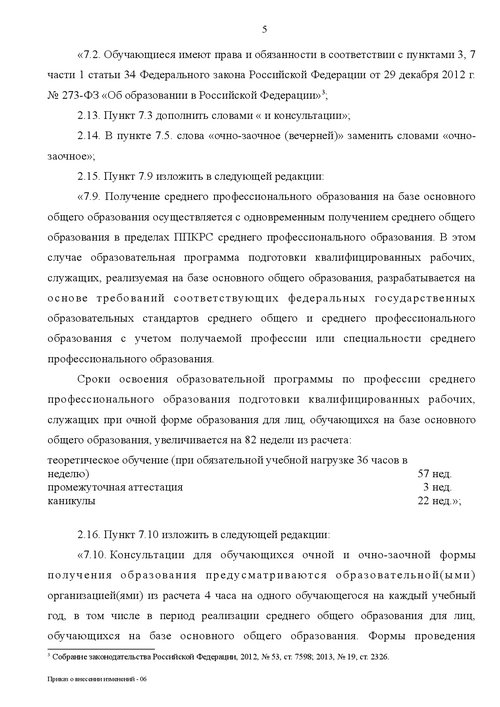 5
«7.2. Обучающиеся имеют права и обязанности в соответствии с пунктами 3, 7
части 1 статьи 34 Федерального закона Российской Федерации от 29 декабря 2012 г.
№ 273-ФЗ «Об образовании в Российской Федерации»³;
2.13. Пункт 7.3 дополнить словами « и консультации»;
2.14. В пункте 7.5. слова «очно-заочное (вечерней)» заменить словами «очно-
заочное»;
2.15. Пункт 7.9 изложить в следующей редакции:
«7.9. Получение среднего профессионального образования на базе основного
общего образования осуществляется с одновременным получением среднего общего
образования в пределах ППКРС среднего профессионального образования. В этом
случае образовательная программа подготовки квалифицированных рабочих,
служащих, реализуемая на базе основного общего образования, разрабатывается на
основе требований соответствующих федеральных государственных
образовательных стандартов среднего общего и среднего профессионального
образования с учетом получаемой профессии или специальности среднего
профессионального образования.
Сроки освоения образовательной программы по профессии среднего
профессионального образования подготовки квалифицированных рабочих,
служащих при очной форме образования для лиц, обучающихся на базе основного
общего образования, увеличивается на 82 недели из расчета:
теоретическое обучение (при обязательной учебной нагрузке 36 часов в
неделю) 57 нед.
промежуточная аттестация 3 нед.
каникулы 22 нед.»;
2.16. Пункт 7.10 изложить в следующей редакции:
«7.10. Консультации для обучающихся очной и очно-заочной формы
получения образования предусматриваются образовательной(ыми)
организацией(ями) из расчета 4 часа на одного обучающегося на каждый учебный
год, в том числе в период реализации среднего общего образования для лиц,
обучающихся на базе основного общего образования. Формы проведения
³ Собрание законодательства Российской Федерации, 2012, № 53, ст. 7598; 2013, № 19, ст. 2326.
Приказ о внесении изменений - 06